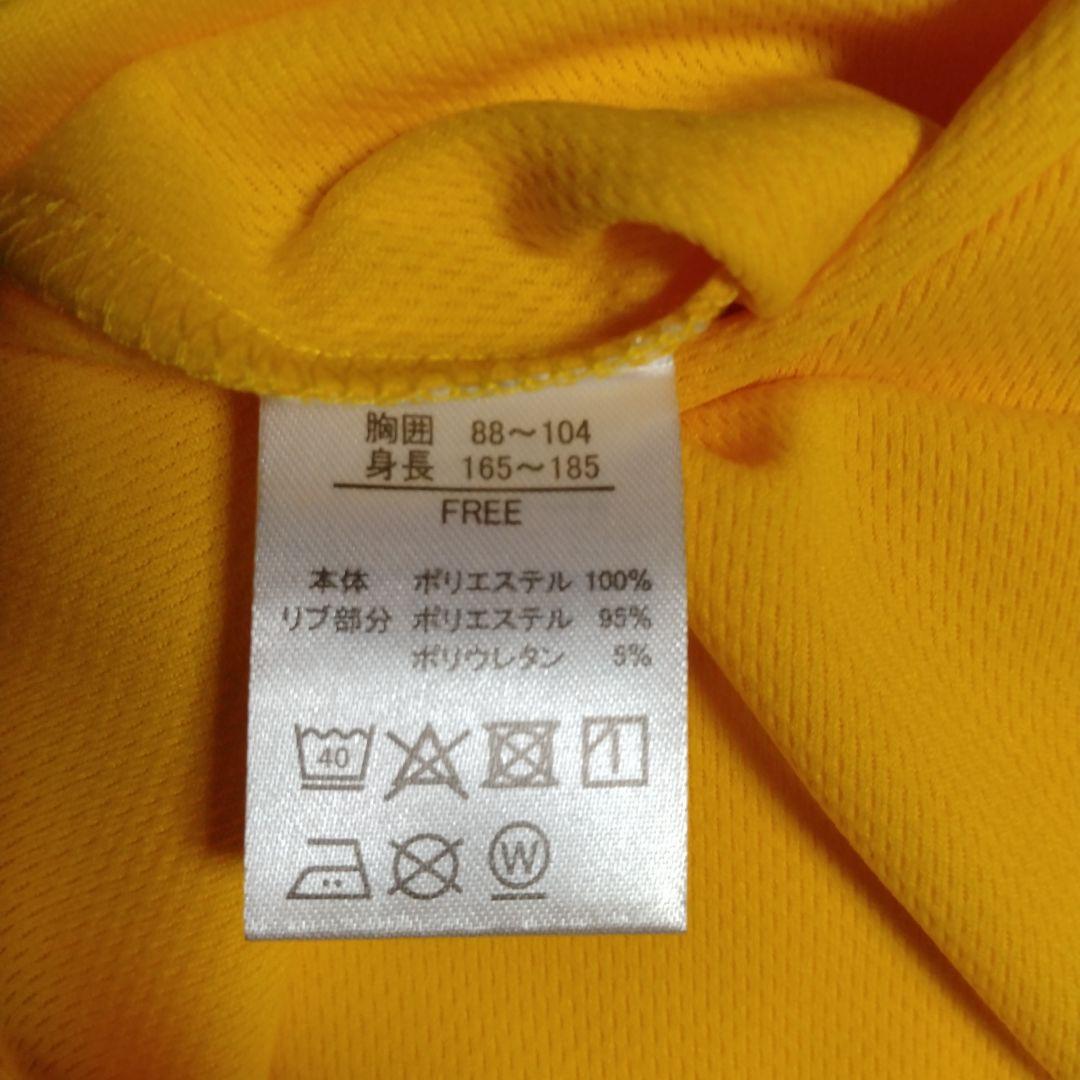 胸囲 88～104
身長 165～185
FREE
本体 ポリエステル 100%
リブ部分 ポリエステル 95%
ポリウレタン 5%
40
W